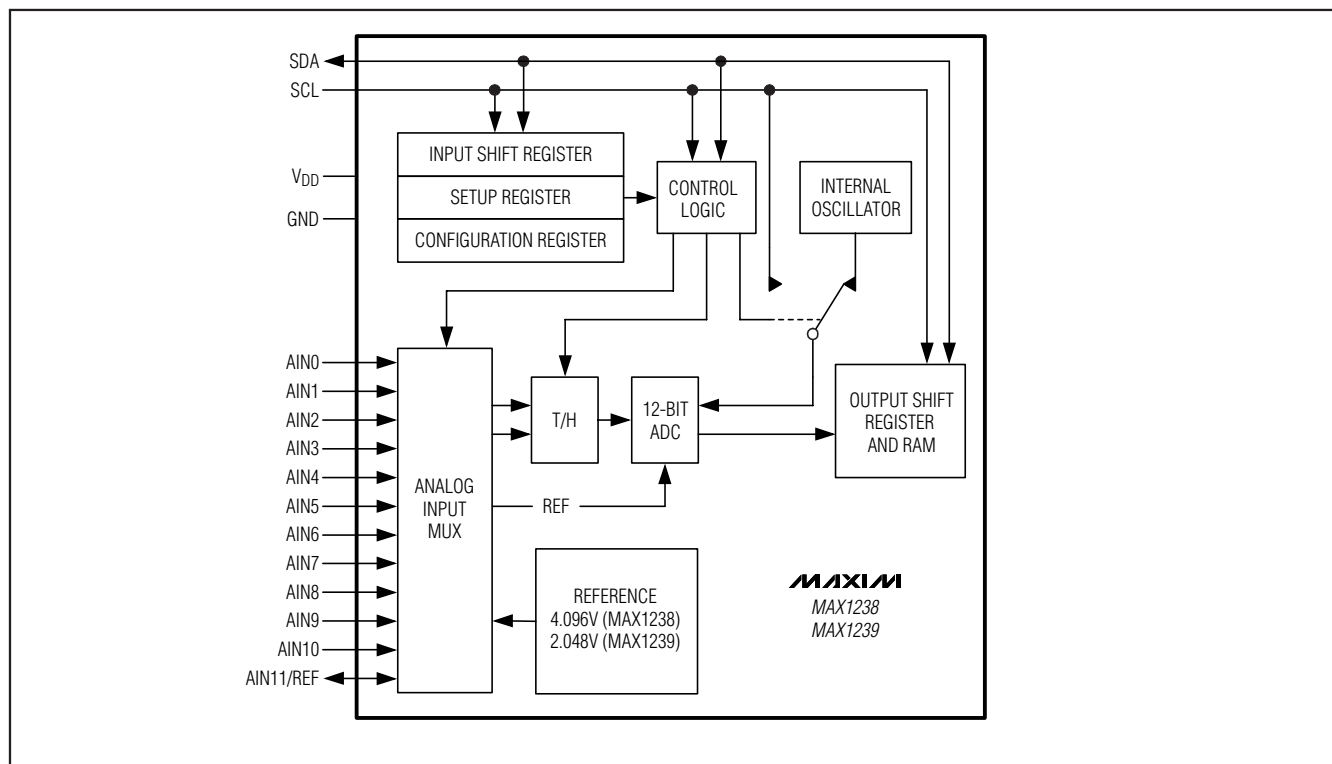 SDA
SCL
INPUT SHIFT REGISTER
SETUP REGISTER
CONFIGURATION REGISTER
VDD
GND
CONTROL
LOGIC
INTERNAL
OSCILLATOR
AIN0
AIN1
AIN2
AIN3
AIN4
AIN5
AIN6
AIN7
AIN8
AIN9
AIN10
AIN11/REF
ANALOG
INPUT
MUX
T/H
12-BIT
ADC
REF
OUTPUT SHIFT
REGISTER
AND RAM
REFERENCE
4.096V (MAX1238)
2.048V (MAX1239)
MAXIM
MAX1238
MAX1239